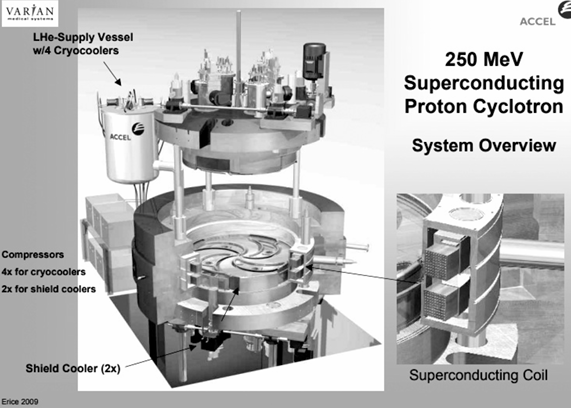 VARIAN
medical systems
ACCEL
LHe-Supply Vessel
w/4 Cryocoolers
250 MeV
Superconducting
Proton Cyclotron
System Overview
ACCEL
Compressors
4x for cryocoolers
2x for shield coolers
Shield Cooler (2x)
Superconducting Coil
Erice 2009